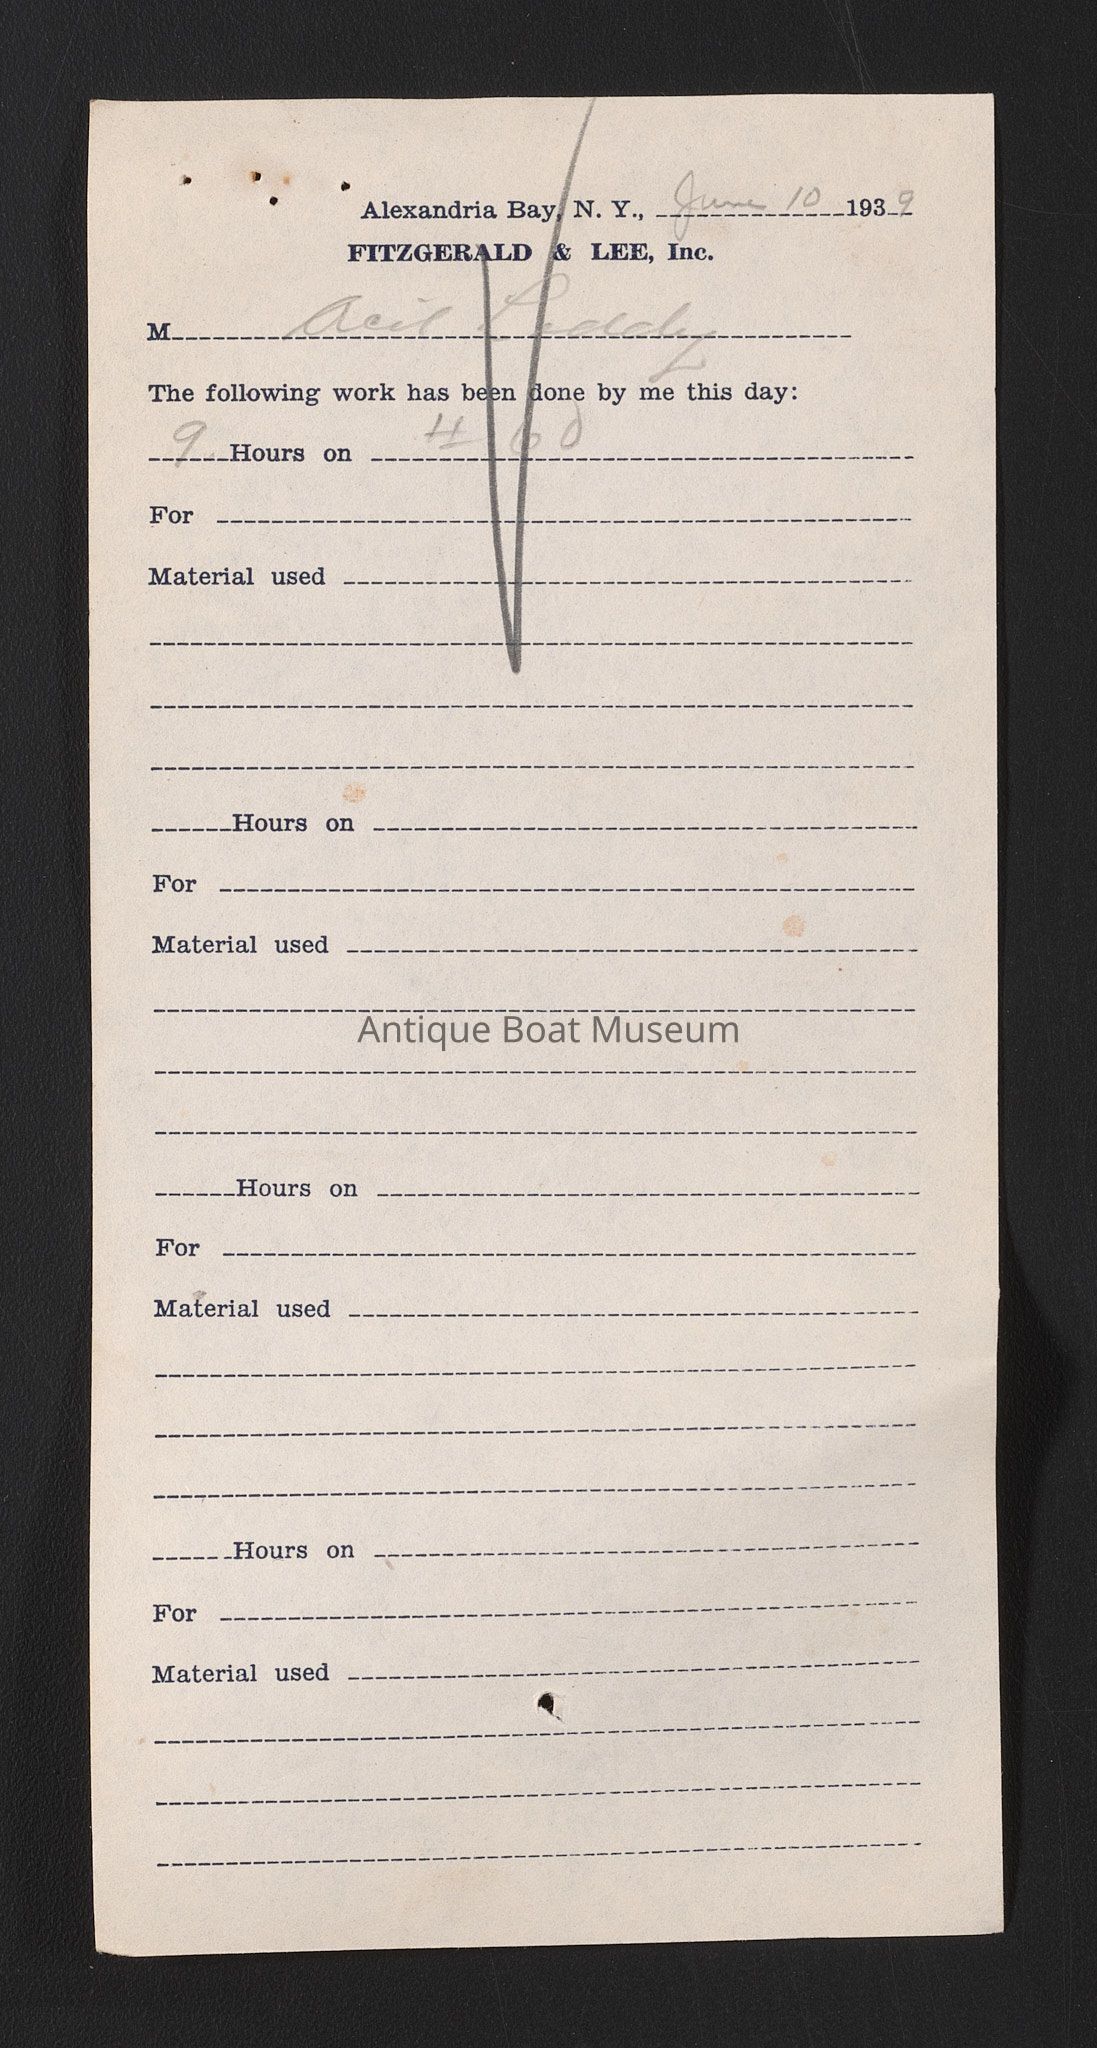 Alexandria Bay, N. Y., June 10 1939
FITZGERALD & LEE, Inc.
M Acil Leddy
The following work has been done by me this day:
9 Hours on # 60
For
Material used
Hours on
For
Material used
Antique Boat Museum
Hours on
For
Material used
Hours on
For
Material used